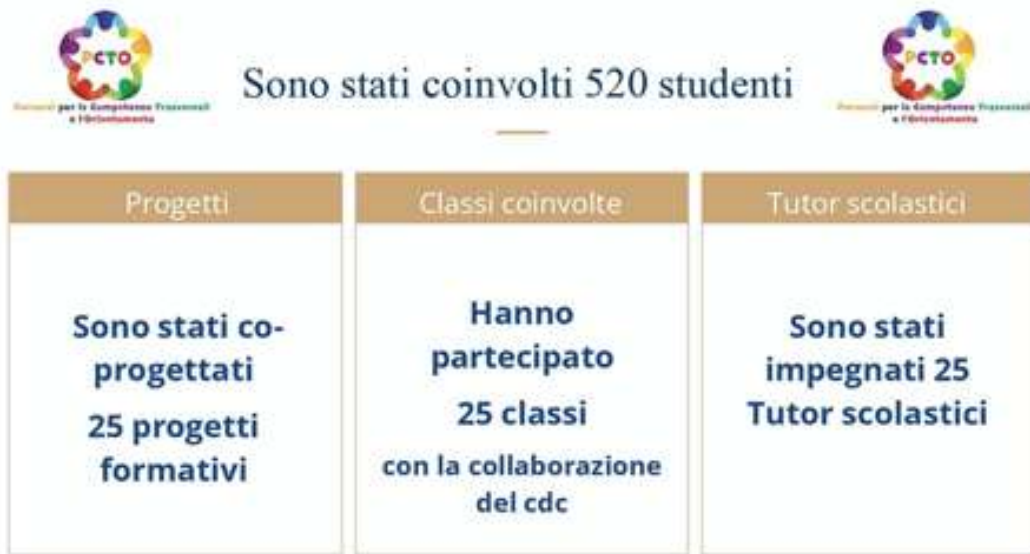 PCTO
Percorsi per le Competenze Trasversali
e l'Orientamento
Sono stati coinvolti 520 studenti
PCTO
Percorsi per le Competenze Trasversali
e l'Orientamento
Progetti
Sono stati co-
progettati
25 progetti
formativi
Classi coinvolte
Hanno
partecipato
25 classi
con la collaborazione
del cdc
Tutor scolastici
Sono stati
impegnati 25
Tutor scolastici